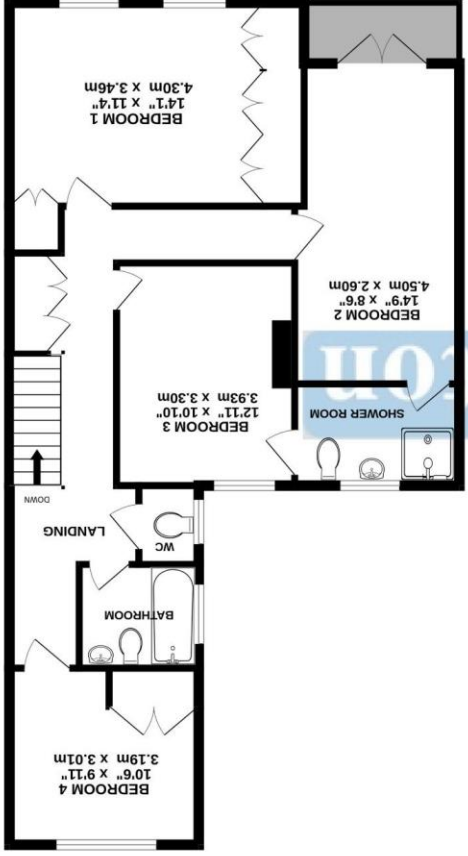 BEDROOM 4
10'6" x 9'11"
3.19m x 3.01m
BATHROOM
WC
LANDING
DOWN
SHOWER ROOM
BEDROOM 3
12'11" x 10'10"
3.93m x 3.30m
BEDROOM 2
14'9" x 8'6"
4.50m x 2.60m
BEDROOM 1
14'1" x 11'4"
4.30m x 3.46m